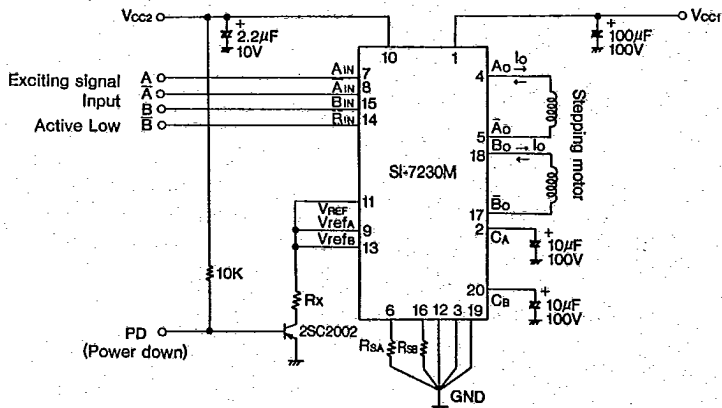 Vcc2
+
2.2μF
10V
Vcc1
+
100μF
100V
10
1
Exciting signal
Input
Active Low
A
A̅
B
B̅
AIN
7
A̅IN
8
BIN
15
B̅IN
14
SI-7230M
4
Ao
Io
5
A̅o
18
Bo
Io
17
B̅o
Stepping motor
VREF
11
VrefA
9
VrefB
13
2
CA
+
10μF
100V
20
CB
+
10μF
100V
10K
Rx
PD
(Power down)
2SC2002
6
16
12
3
19
RSA
RSB
GND